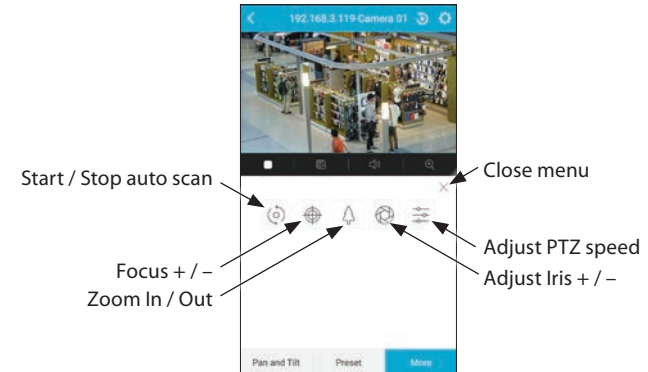 192.168.3.119-Camera 01
Start / Stop auto scan
Close menu
Focus + / –
Zoom In / Out
Adjust PTZ speed
Adjust Iris + / –
Pan and Tilt
Preset
More